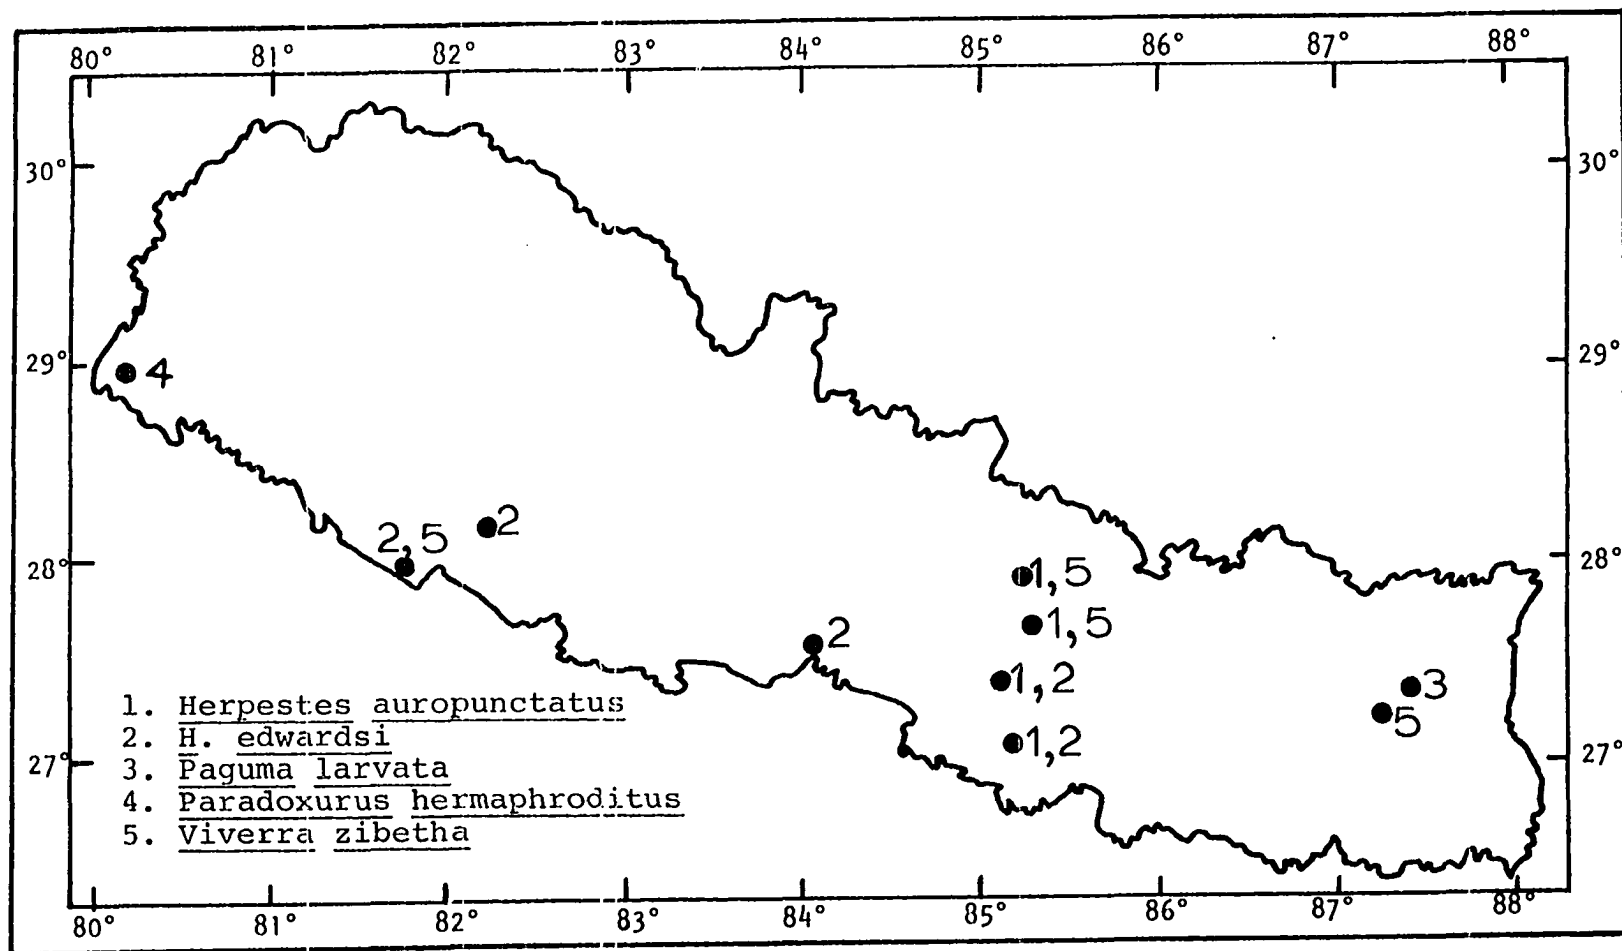 80° 81° 82° 83° 84° 85° 86° 87° 88°
30° 30°
29° 29°
4
2,5 2
28° 28°
1,5
1,5
2
1,2 3
5
1,2
27° 27°
1. Herpestes auropunctatus
2. H. edwardsi
3. Paguma larvata
4. Paradoxurus hermaphroditus
5. Viverra zibetha
80° 81° 82° 83° 84° 85° 86° 87° 88°